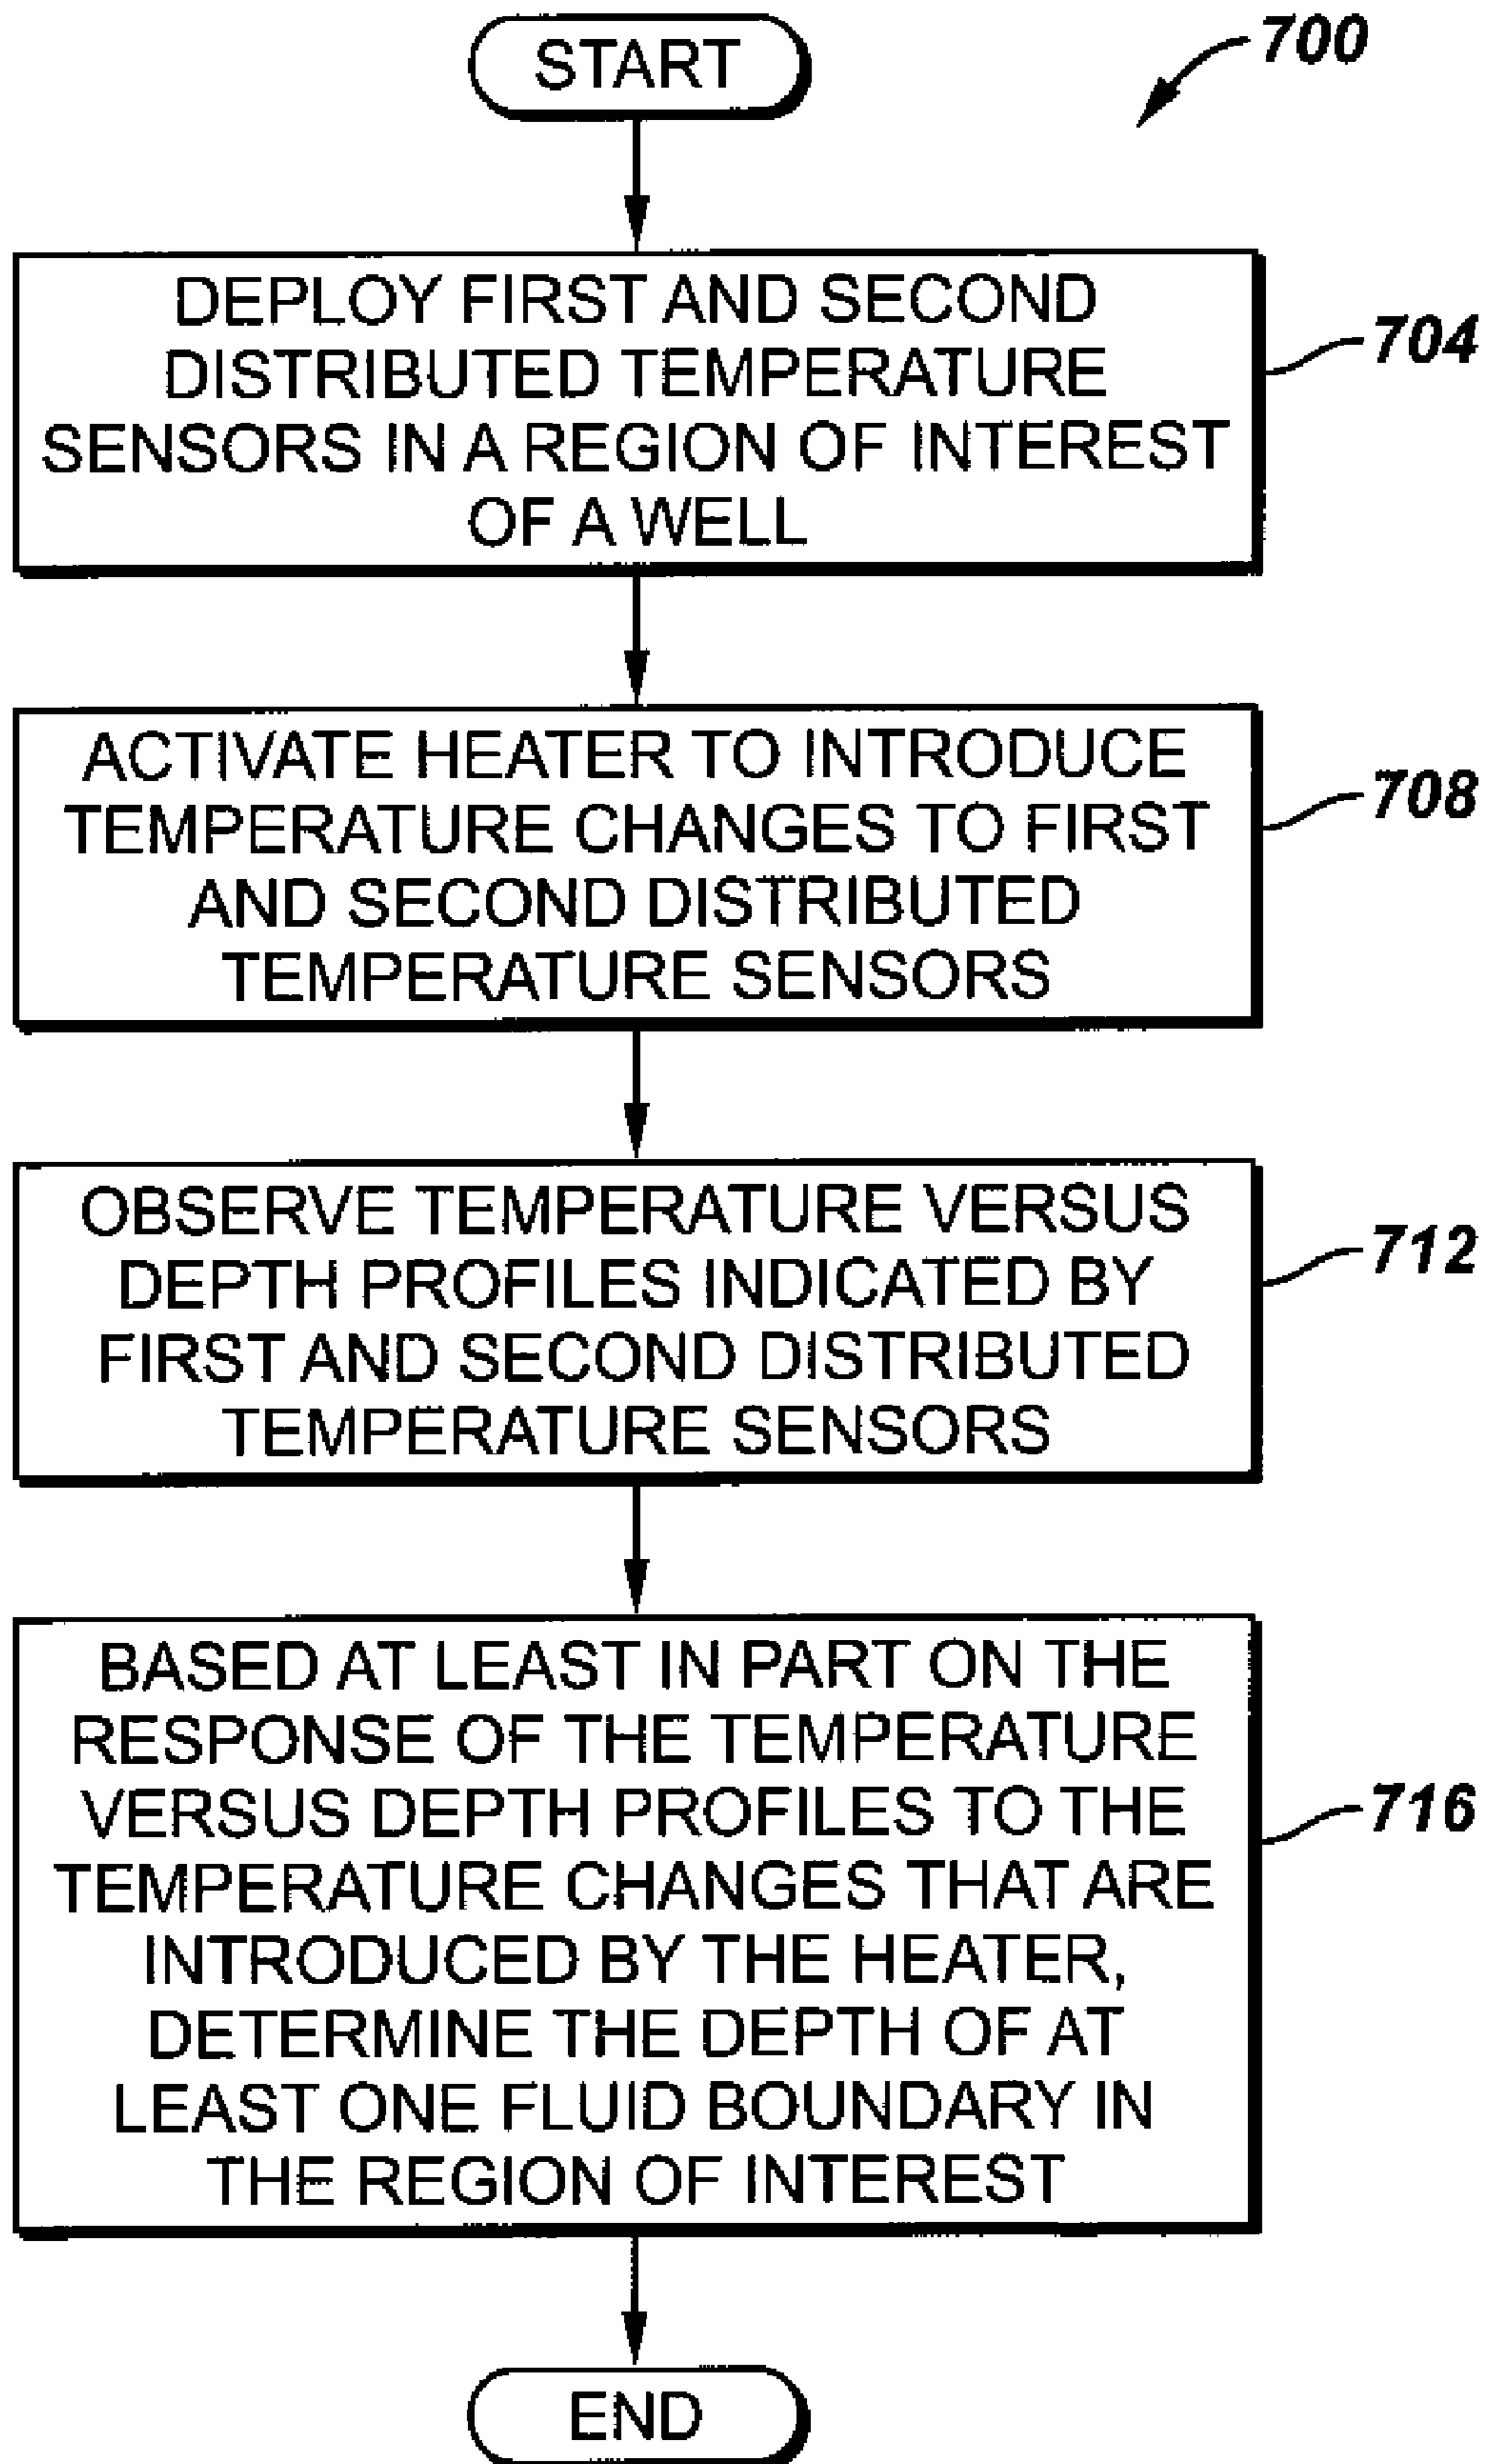 START
700
DEPLOY FIRST AND SECOND
DISTRIBUTED TEMPERATURE
SENSORS IN A REGION OF INTEREST
OF A WELL
704
ACTIVATE HEATER TO INTRODUCE
TEMPERATURE CHANGES TO FIRST
AND SECOND DISTRIBUTED
TEMPERATURE SENSORS
708
OBSERVE TEMPERATURE VERSUS
DEPTH PROFILES INDICATED BY
FIRST AND SECOND DISTRIBUTED
TEMPERATURE SENSORS
712
BASED AT LEAST IN PART ON THE
RESPONSE OF THE TEMPERATURE
VERSUS DEPTH PROFILES TO THE
TEMPERATURE CHANGES THAT ARE
INTRODUCED BY THE HEATER,
DETERMINE THE DEPTH OF AT
LEAST ONE FLUID BOUNDARY IN
THE REGION OF INTEREST
716
END